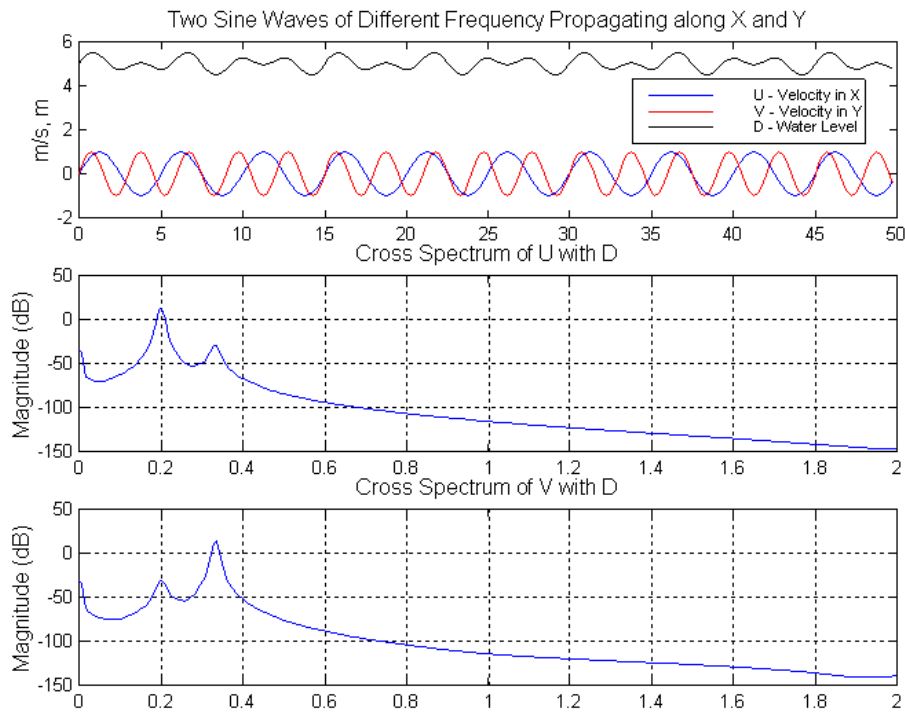 Two Sine Waves of Different Frequency Propagating along X and Y
6
4
2
0
-2
m/s, m
U - Velocity in X
V - Velocity in Y
D - Water Level
0 5 10 15 20 25 30 35 40 45 50
Cross Spectrum of U with D
50
0
-50
-100
-150
Magnitude (dB)
0 0.2 0.4 0.6 0.8 1 1.2 1.4 1.6 1.8 2
Cross Spectrum of V with D
50
0
-50
-100
-150
Magnitude (dB)
0 0.2 0.4 0.6 0.8 1 1.2 1.4 1.6 1.8 2